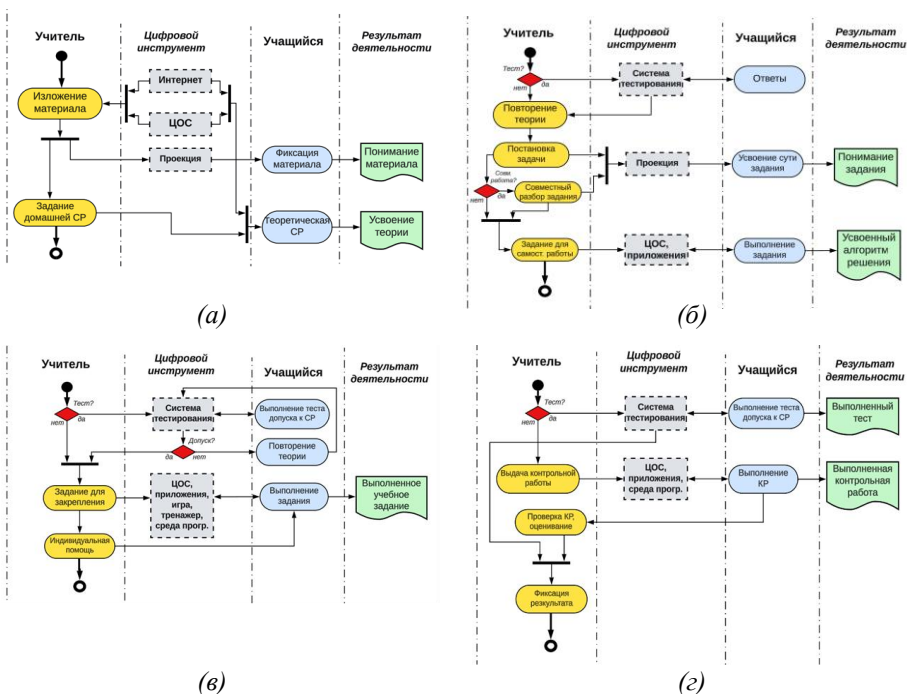 Учитель
Цифровой
инструмент
Учащийся
Результат
деятельности
Изложение
материала
Интернет
ЦОС
Проекция
Фиксация
материала
Понимание
материала
Задание
домашней СР
Теоретическая
СР
Усвоение
теории
(а)
Учитель
Цифровой
инструмент
Учащийся
Результат
деятельности
Тест?
нет
да
Система
тестирования
Ответы
Повторение
теории
Постановка
задачи
Проекция
Усвоение сути
задания
Понимание
задания
Совм.
работа?
нет
да
Совместный
разбор задания
Задание для
самост. работы
ЦОС,
приложения
Выполнение
задания
Усвоенный
алгоритм
решения
(б)
Учитель
Цифровой
инструмент
Учащийся
Результат
деятельности
Тест?
нет
да
Система
тестирования
Выполнение теста
допуска к СР
Допуск?
да
нет
Повторение
теории
Задание для
закрепления
ЦОС,
приложения,
игра,
тренажер,
среда прогр.
Выполнение
задания
Выполненное
учебное
задание
Индивидуальная
помощь
(в)
Учитель
Цифровой
инструмент
Учащийся
Результат
деятельности
Тест?
нет
да
Система
тестирования
Выполнение теста
допуска к СР
Выполненный
тест
Выдача контрольной
работы
ЦОС,
приложения,
среда прогр.
Выполнение
КР
Выполненная
контрольная
работа
Проверка КР,
оценивание
Фиксация
резкультата
(г)